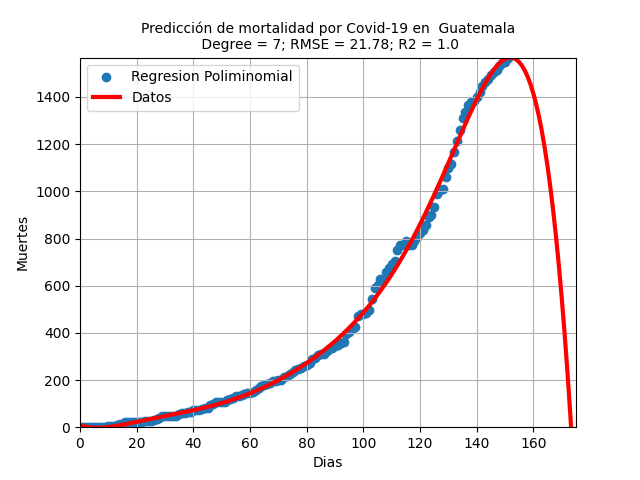 Predicción de mortalidad por Covid-19 en  Guatemala
Degree = 7; RMSE = 21.78; R2 = 1.0
Regresion Poliminomial
Datos
Muertes
1400
1200
1000
800
600
400
200
0
0 20 40 60 80 100 120 140 160
Dias